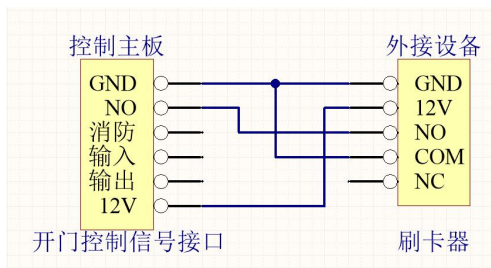 控制主板
GND
NO
消防
输入
输出
12V
开门控制信号接口
外接设备
GND
12V
NO
COM
NC
刷卡器